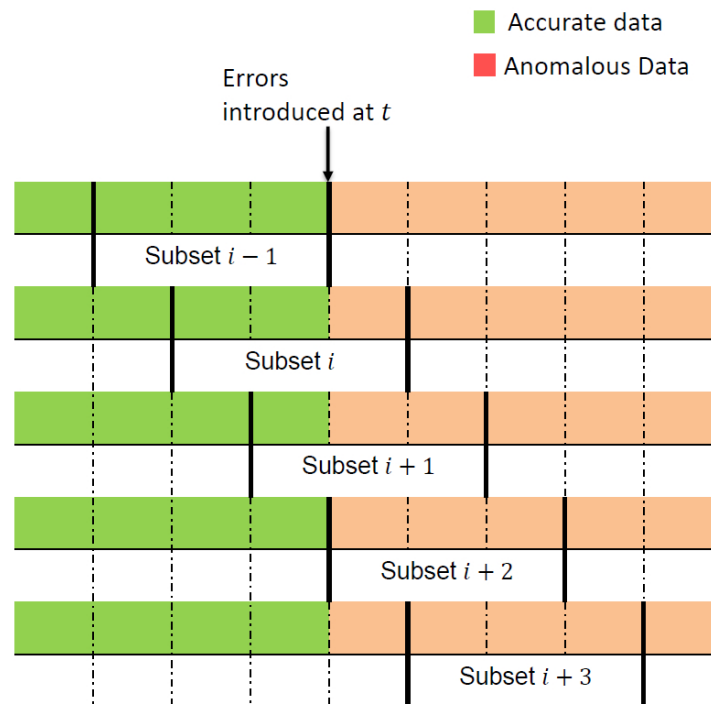 Accurate data
Anomalous Data
Errors
introduced at t
Subset i − 1
Subset i
Subset i + 1
Subset i + 2
Subset i + 3